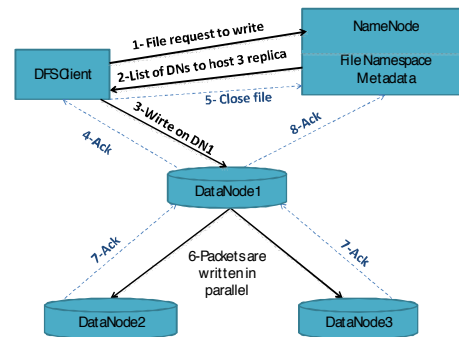 1- File request to write
NameNode
2-List of DNs to host 3 replica
DFSClient
File Namespace
Metadata
5- Close file
3-Wirte on DN1
4-Ack
8-Ack
DataNode1
7-Ack
6-Packets are
written in
parallel
7-Ack
DataNode2
DataNode3